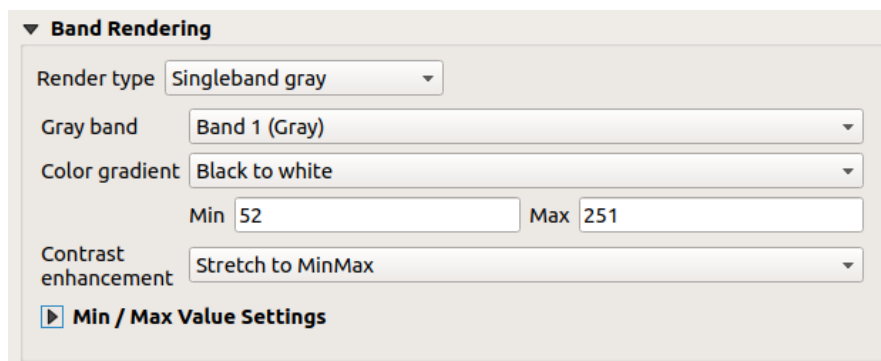 Band Rendering
Render type Singleband gray
Gray band Band 1 (Gray)
Color gradient Black to white
Min 52 Max 251
Contrast
enhancement Stretch to MinMax
Min / Max Value Settings